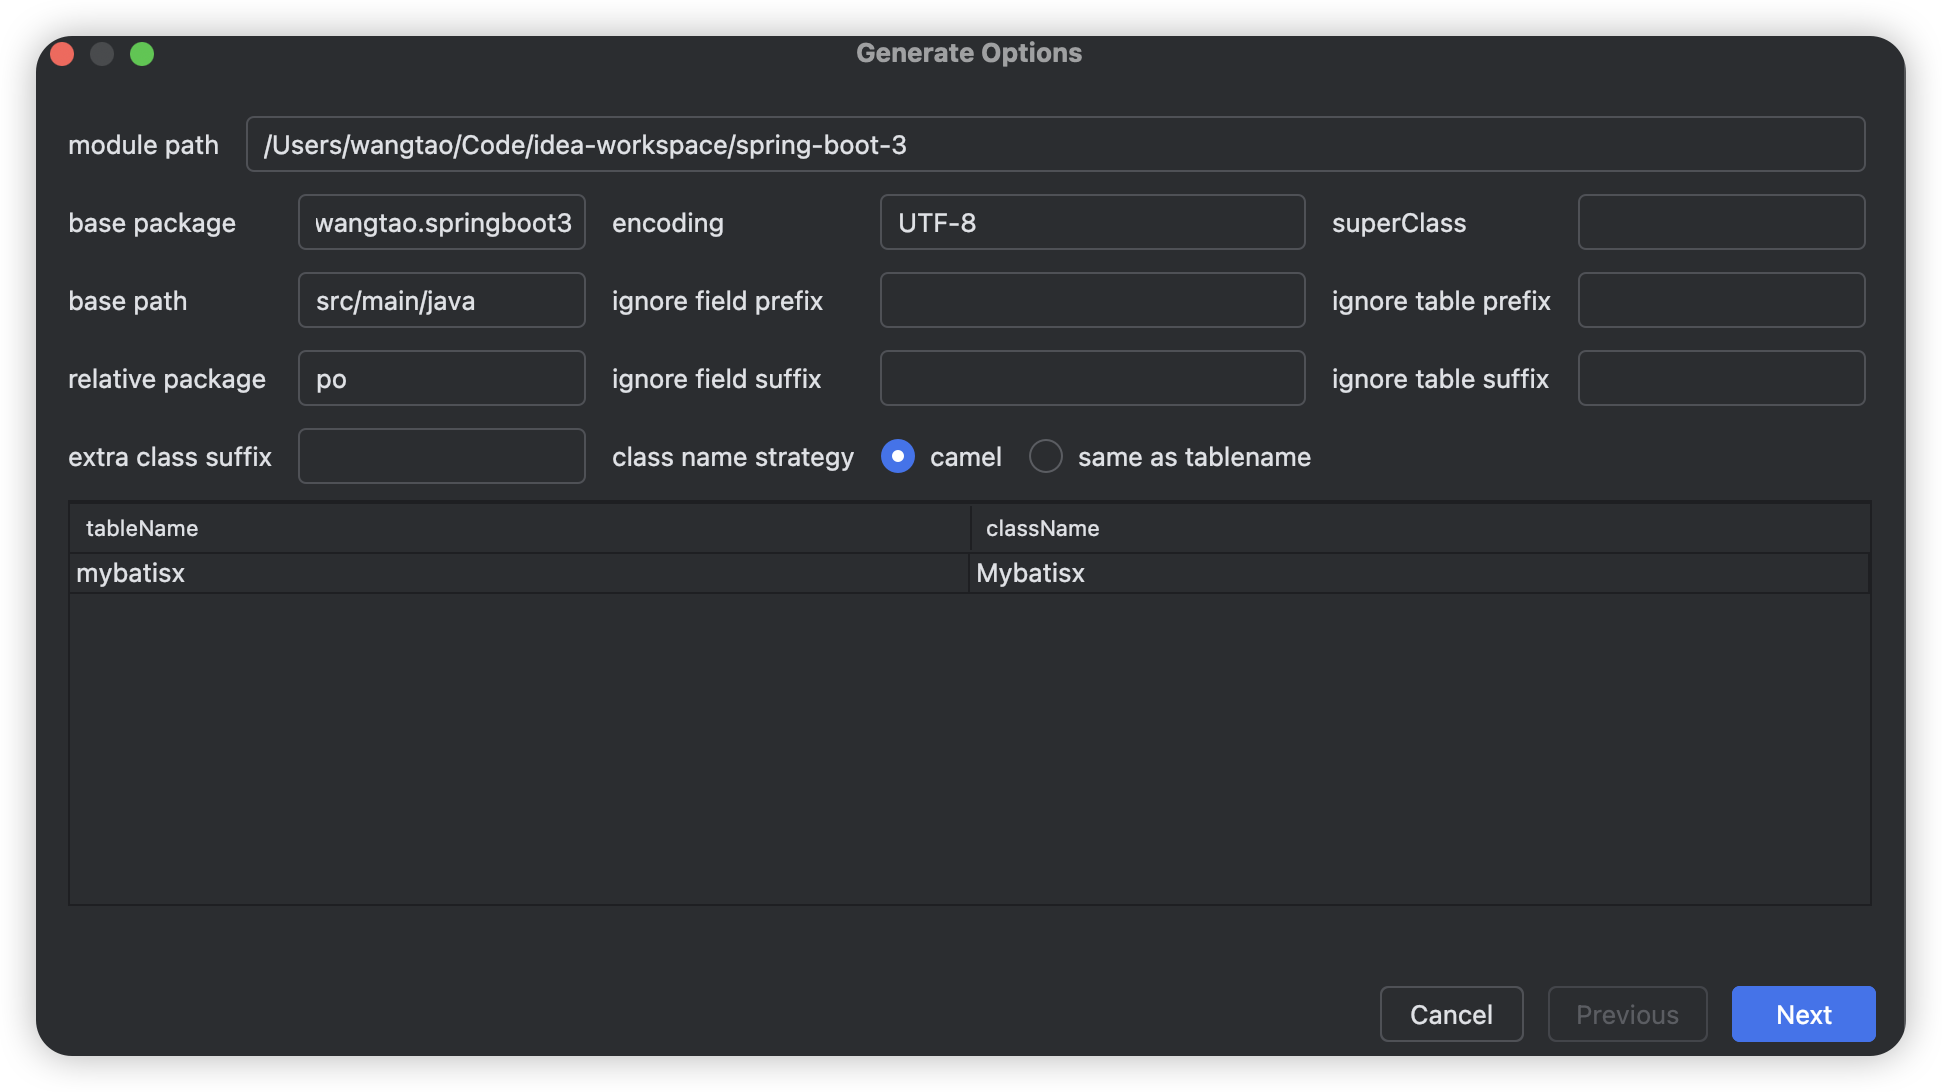 Generate Options
module path /Users/wangtao/Code/idea-workspace/spring-boot-3
base package wangtao.springboot3 encoding UTF-8 superClass
base path src/main/java ignore field prefix ignore table prefix
relative package po ignore field suffix ignore table suffix
extra class suffix class name strategy camel same as tablename
tableName className
mybatisx Mybatisx
Cancel Previous Next